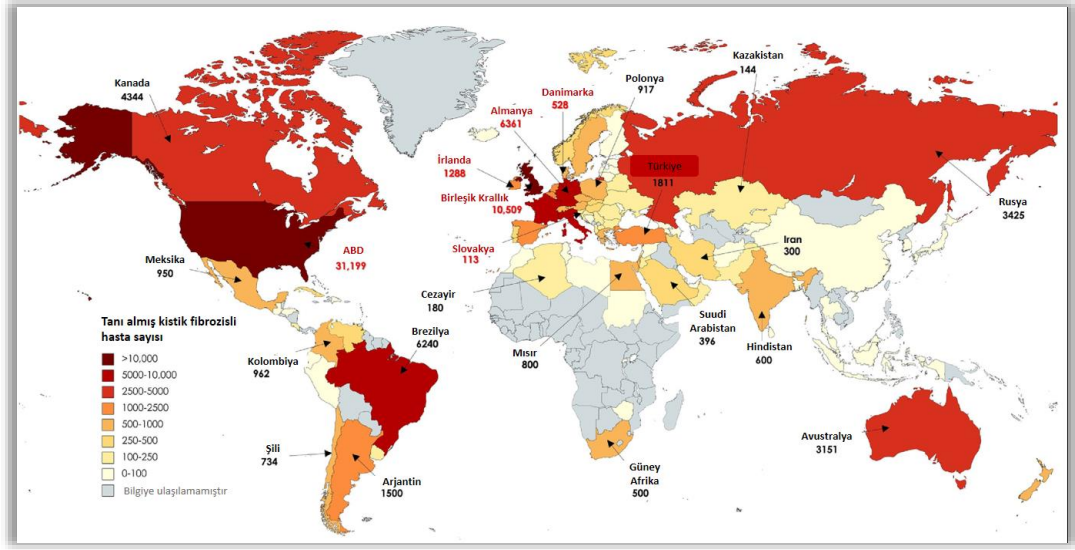 Kanada
4344
Kazakistan
144
Polonya
917
Danimarka
528
Almanya
6361
İrlanda
1288
Türkiye
1811
Birleşik Krallık
10,509
Rusya
3425
ABD
31,199
Slovakya
113
Iran
300
Meksika
950
Cezayir
180
Suudi
Arabistan
396
Hindistan
600
Mısır
800
Brezilya
6240
Kolombiya
962
Tanı almış kistik fibrozisli
hasta sayısı
>10,000
5000-10.000
2500-5000
1000-2500
500-1000
250-500
100-250
0-100
Bilgiye ulaşılamamıştır
Şili
734
Arjantin
1500
Güney
Afrika
500
Avustralya
3151